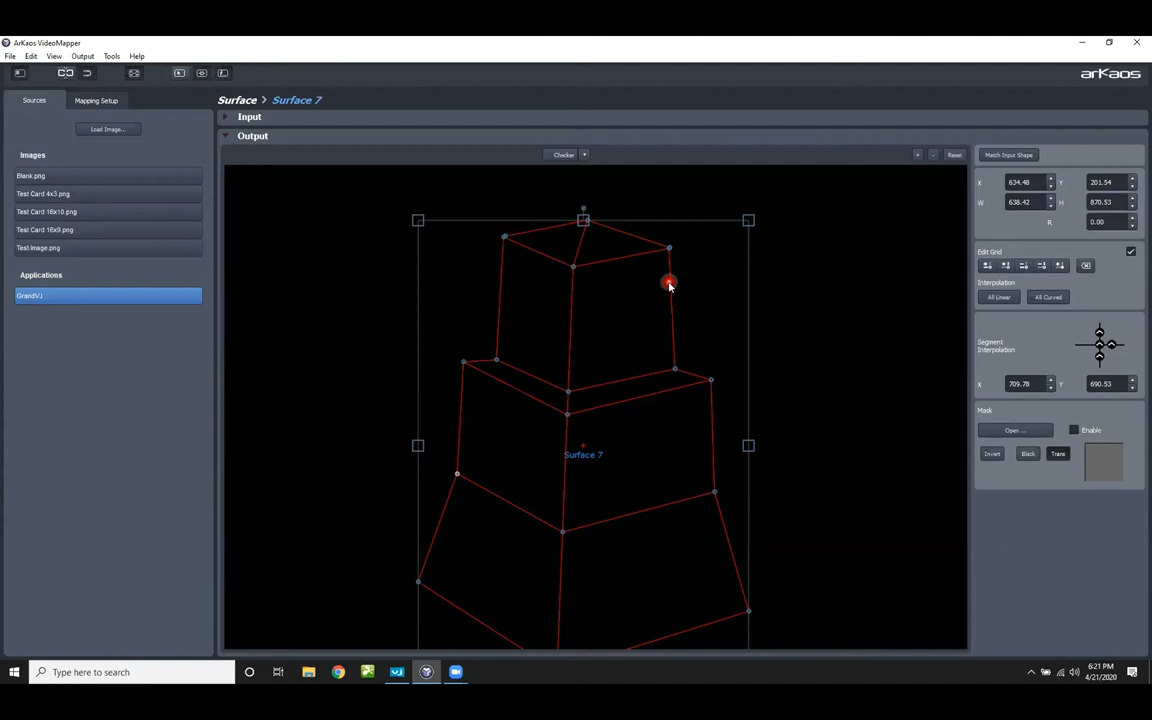 ArKaos VideoMapper
File Edit View Output Tools Help
arKaos
Sources Mapping Setup
Surface > Surface 7
Load Image...
Input
Output
Images
Blank.png
Test Card 4x3.png
Test Card 16x10.png
Test Card 16x9.png
Test Image.png
Applications
GrandVJ
Checker
+ - Reset
Surface 7
Match Input Shape
X 634.48 Y 201.54
W 638.42 H 870.53
R 0.00
Edit Grid
Interpolation
All Linear All Curved
Segment
Interpolation
X 709.78 Y 690.53
Mask
Open ... Enable
Invert Black Trans
Type here to search
6:21 PM
4/21/2020